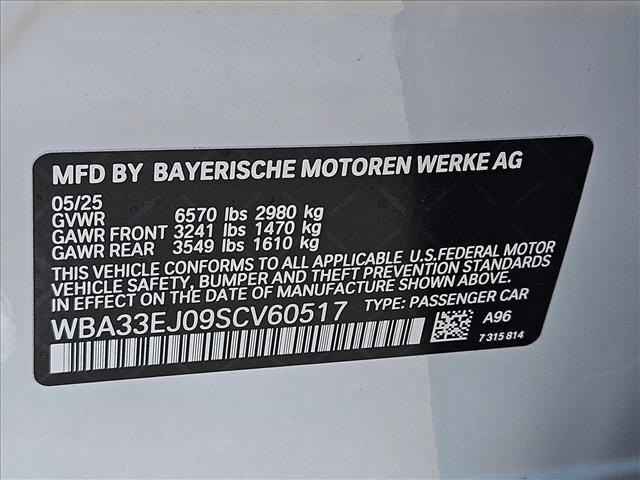 MFD BY BAYERISCHE MOTOREN WERKE AG
05/25
GVWR 6570 lbs 2980 kg
GAWR FRONT 3241 lbs 1470 kg
GAWR REAR 3549 lbs 1610 kg
THIS VEHICLE CONFORMS TO ALL APPLICABLE U.S.FEDERAL MOTOR
VEHICLE SAFETY, BUMPER AND THEFT PREVENTION STANDARDS
IN EFFECT ON THE DATE OF MANUFACTURE SHOWN ABOVE.
WBA33EJ09SCV60517 TYPE: PASSENGER CAR
A96
7 315 814